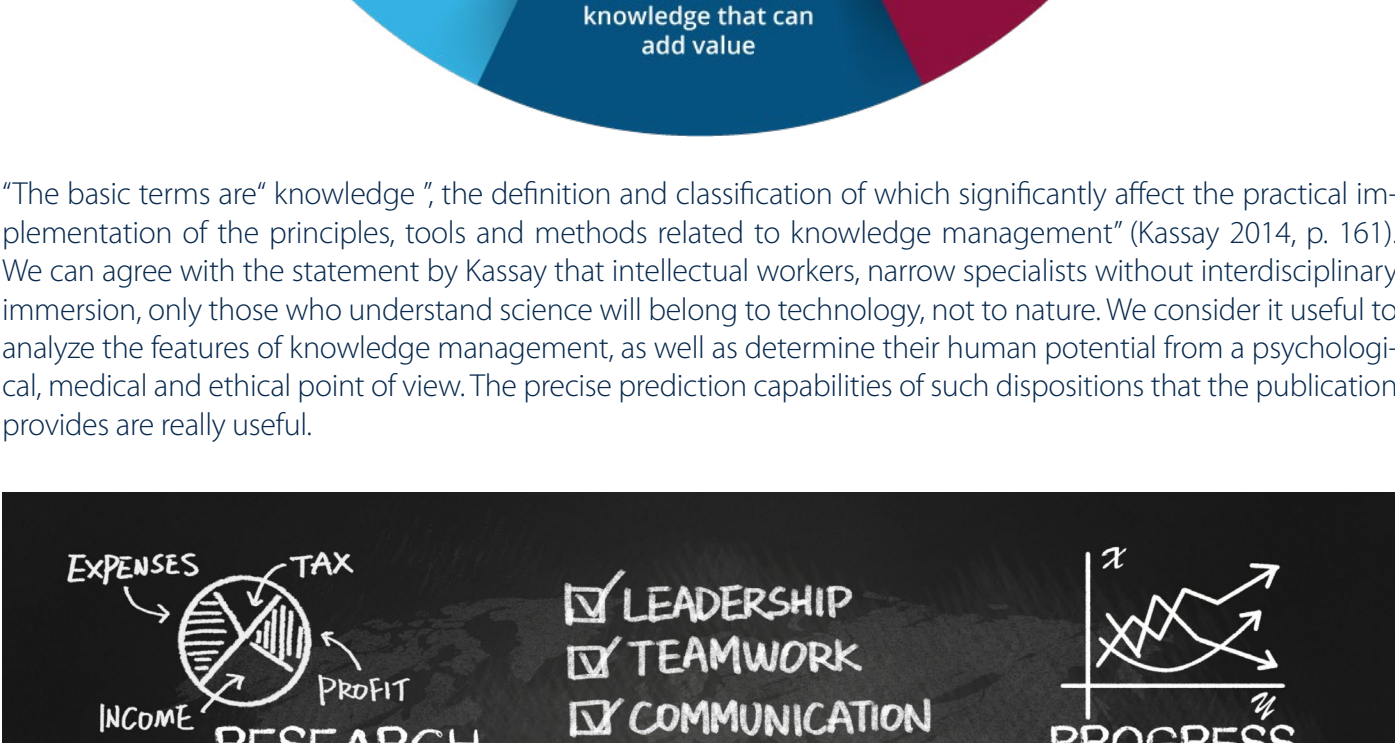 knowledge that can
add value
“The basic terms are“ knowledge ”, the definition and classification of which significantly affect the practical im-
plementation of the principles, tools and methods related to knowledge management” (Kassay 2014, p. 161).
We can agree with the statement by Kassay that intellectual workers, narrow specialists without interdisciplinary
immersion, only those who understand science will belong to technology, not to nature. We consider it useful to
analyze the features of knowledge management, as well as determine their human potential from a psychologi-
cal, medical and ethical point of view. The precise prediction capabilities of such dispositions that the publication
provides are really useful.
EXPENSES
TAX
PROFIT
INCOME
RESEARCH
LEADERSHIP
TEAMWORK
COMMUNICATION
x
y
PROGRESS